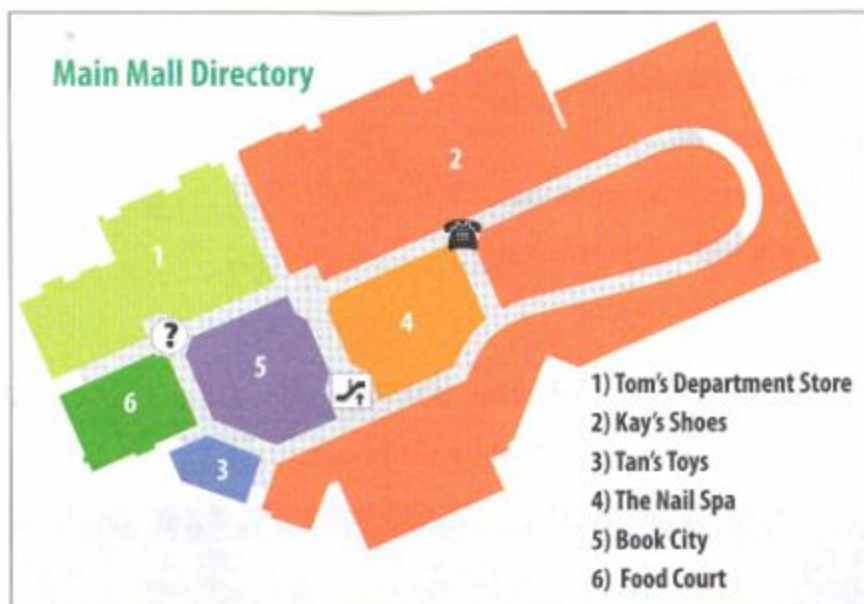 Main Mall Directory
2
1
?
4
5
6
3
1) Tom's Department Store
2) Kay's Shoes
3) Tan's Toys
4) The Nail Spa
5) Book City
6) Food Court